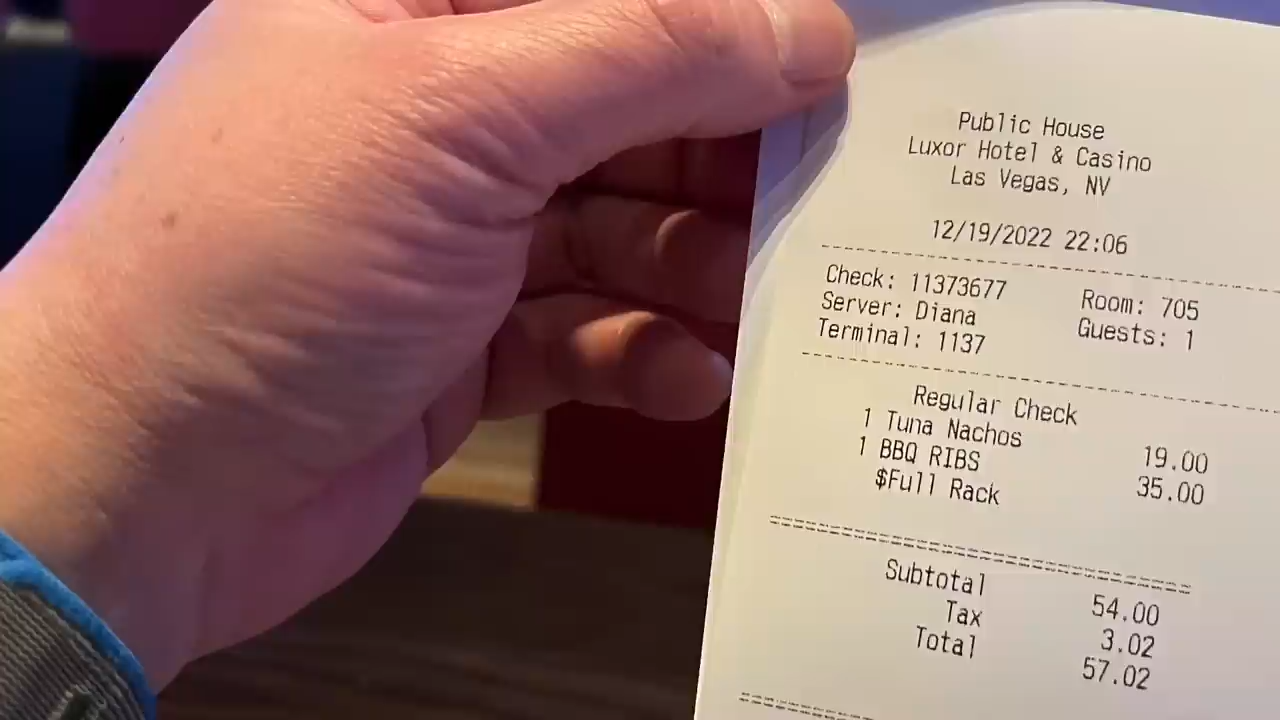 Public House
Luxor Hotel & Casino
Las Vegas, NV
12/19/2022 22:06
Check: 11373677 Room: 705
Server: Diana Guests: 1
Terminal: 1137
Regular Check
1 Tuna Nachos 19.00
1 BBQ RIBS 35.00
$Full Rack
Subtotal 54.00
Tax 3.02
Total 57.02